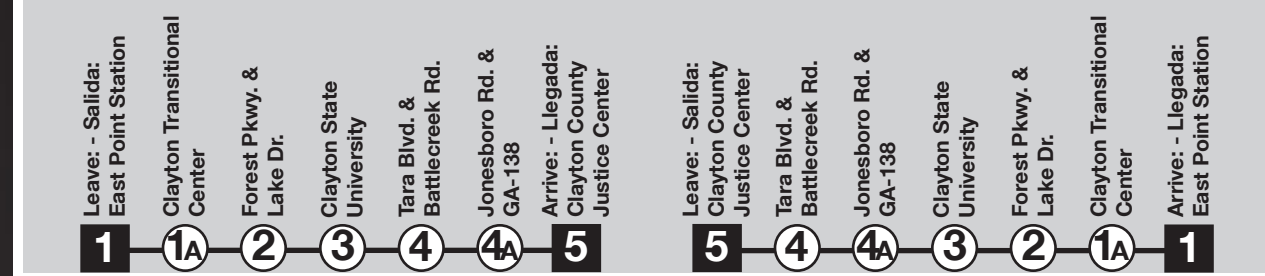 Leave: - Salida:
East Point Station
Clayton Transitional
Center
Forest Pkwy. &
Lake Dr.
Clayton State
University
Tara Blvd. &
Battlecreek Rd.
Jonesboro Rd. &
GA-138
Arrive: - Llegada:
Clayton County
Justice Center
1 1A 2 3 4 4A 5
Leave: - Salida:
Clayton County
Justice Center
Tara Blvd. &
Battlecreek Rd.
Jonesboro Rd. &
GA-138
Clayton State
University
Forest Pkwy. &
Lake Dr.
Clayton Transitional
Center
Arrive: - Llegada:
East Point Station
5 4 4A 3 2 1A 1